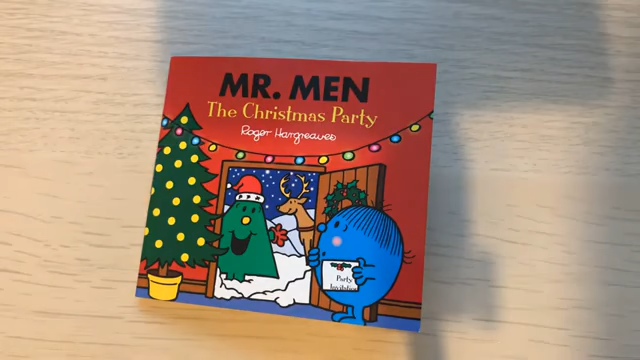 MR. MEN
The Christmas Party
Roger Hargreaves
Party
Invitation